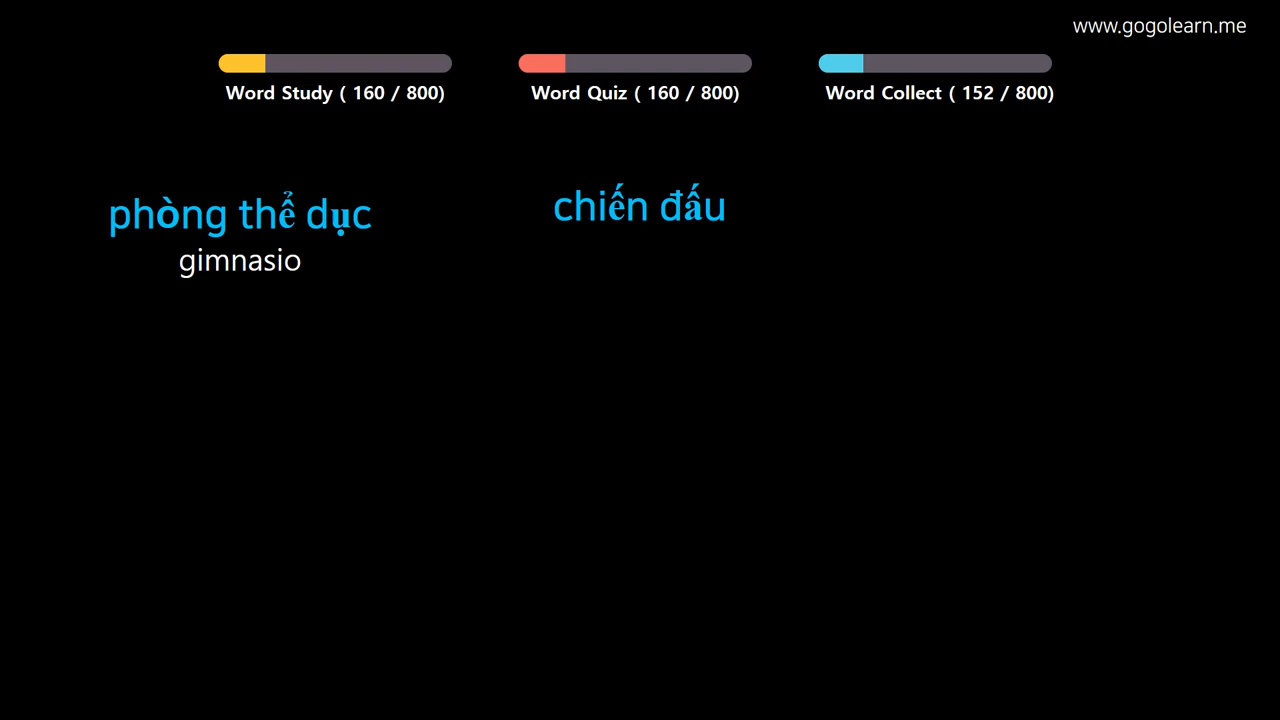 www.gogolearn.me
Word Study ( 160 / 800)
Word Quiz ( 160 / 800)
Word Collect ( 152 / 800)
phòng thể dục
gimnasio
chiến đấu